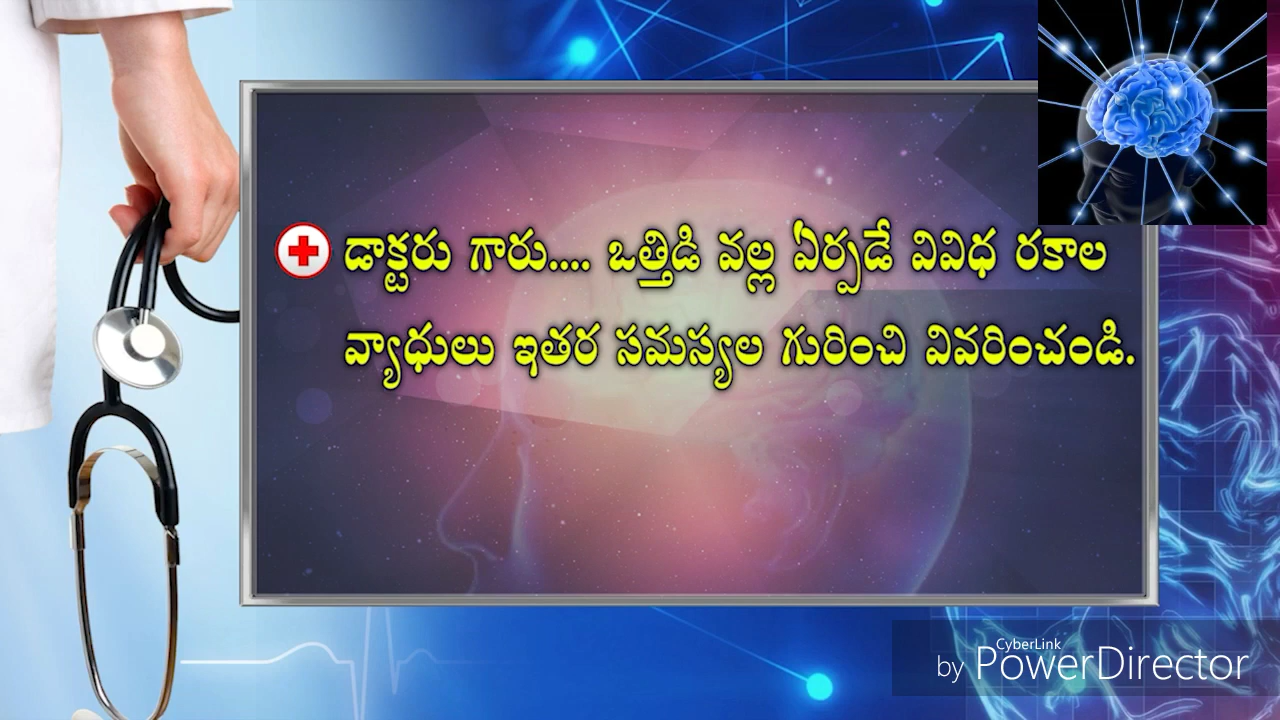 డాక్టరు గారు.... ఒత్తిడి వల్ల ఏర్పడే వివిధ రకాల
వ్యాధులు ఇతర సమస్యల గురించి వివరించండి.
CyberLink
by PowerDirector